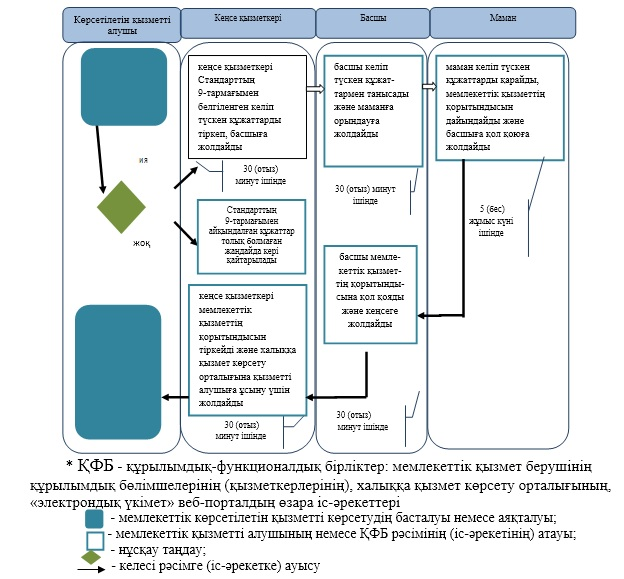 Көрсетілетін қызметті
алушы
Кеңсе қызметкері
Басшы
Маман
кеңсе қызметкері
Стандарттың
9-тармағымен
белгіленген келіп
түскен құжаттарды
тіркеп, басшыға
жолдайды
басшы келіп
түскен құжат-
тармен танысады
және маманға
орындауға
жолдайды
маман келіп түскен
құжаттарды қарайды,
мемлекеттік қызметтің
қорытындысын
дайындайды және
басшыға қол қоюға
жолдайды
ия
30 (отыз)
минут ішінде
30 (отыз) минут
ішінде
5 (бес)
жұмыс күні
ішінде
Стандарттың
9-тармағымен
айқындалған құжаттар
толық болмаған
жағдайда кері
қайтарылады
жоқ
басшы мемле-
кеттік қызмет-
тің қорытынды-
сына қол қояды
және кеңсеге
жолдайды
кеңсе қызметкері
мемлекеттік
қызметтің
қорытындысын
тіркейді және халыққа
қызмет көрсету
орталығына қызметті
алушыға ұсыну үшін
жолдайды
30 (отыз)
минут ішінде
30 (отыз)
минут ішінде
* ҚФБ - құрылымдық-функционалдық бірліктер: мемлекеттік қызмет берушінің
құрылымдық бөлімшелерінің (қызметкерлерінің), халыққа қызмет көрсету орталығының,
«электрондық үкімет» веб-порталдың өзара іс-әрекеттері
- мемлекеттік көрсетілетін қызметті көрсетудің басталуы немесе аяқталуы;
- мемлекеттік қызметті алушының немесе ҚФБ рәсімінің (іс-әрекетінің) атауы;
- нұсқау таңдау;
- келесі рәсімге (іс-әрекетке) ауысу